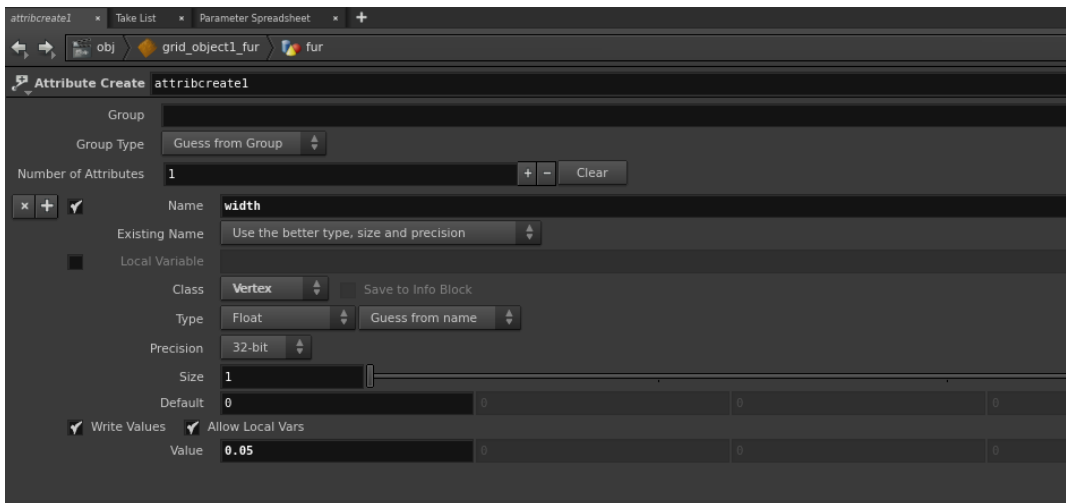 attribcreate1 × Take List × Parameter Spreadsheet × +
obj grid_object1_fur fur
Attribute Create attribcreate1
Group
Group Type Guess from Group
Number of Attributes 1 + - Clear
× + Name width
Existing Name Use the better type, size and precision
Local Variable
Class Vertex Save to Info Block
Type Float Guess from name
Precision 32-bit
Size 1
Default 0 0 0 0
Write Values Allow Local Vars
Value 0.05 0 0 0